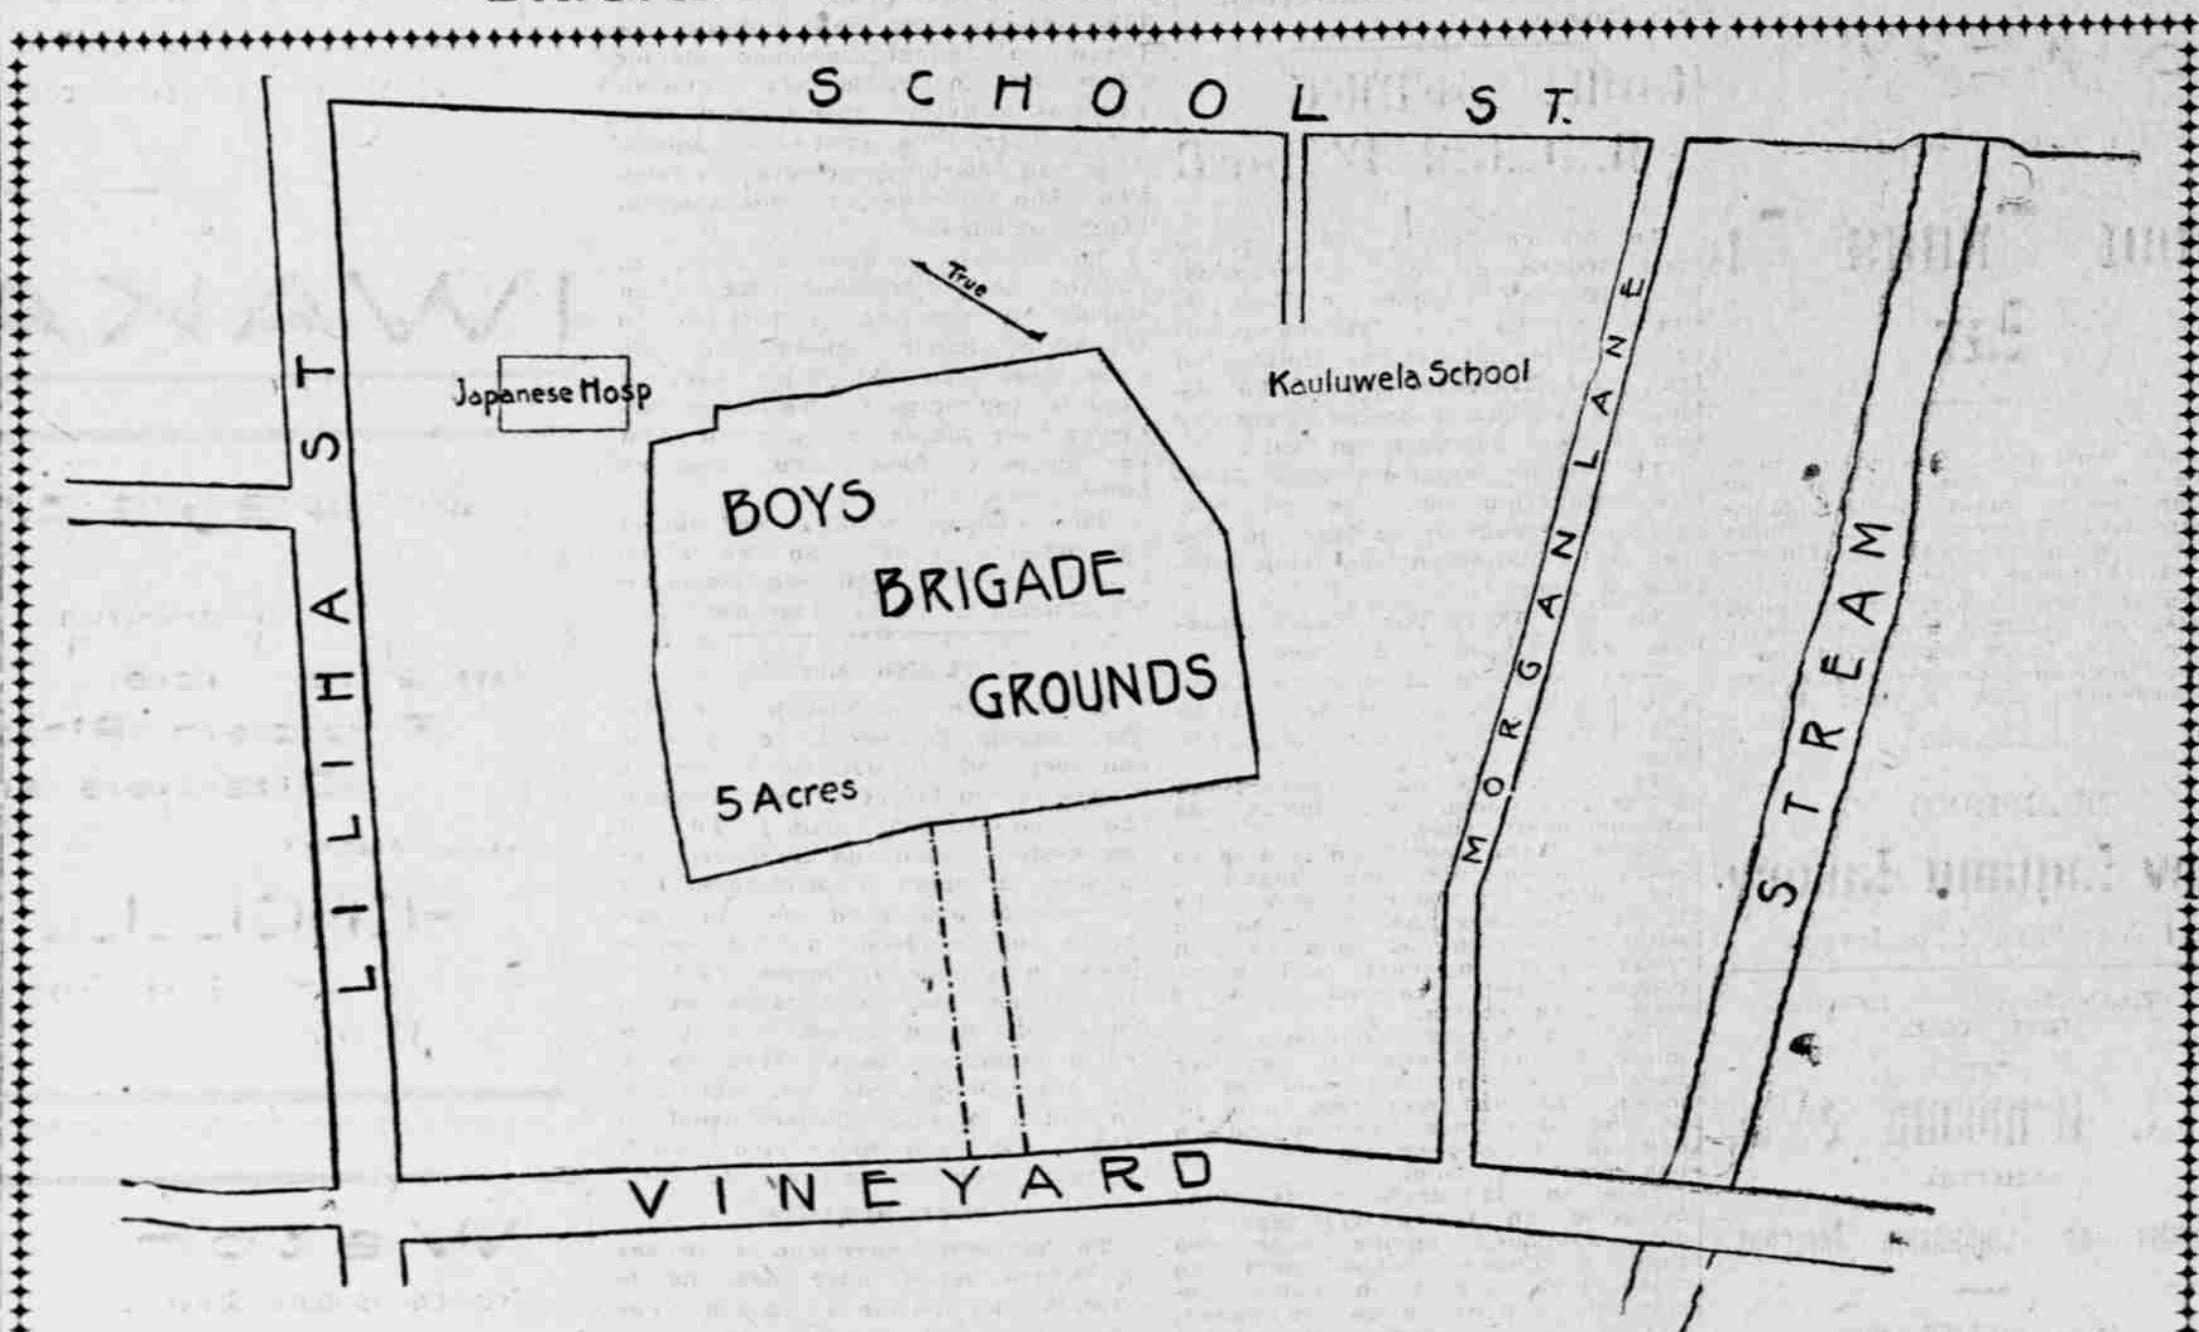 SCHOOL ST.
True
Japanese Hosp
Kauluwela School
LILIHA ST
MORGAN LANE
STREAM
BOYS
BRIGADE
GROUNDS
5 Acres
VINEYARD